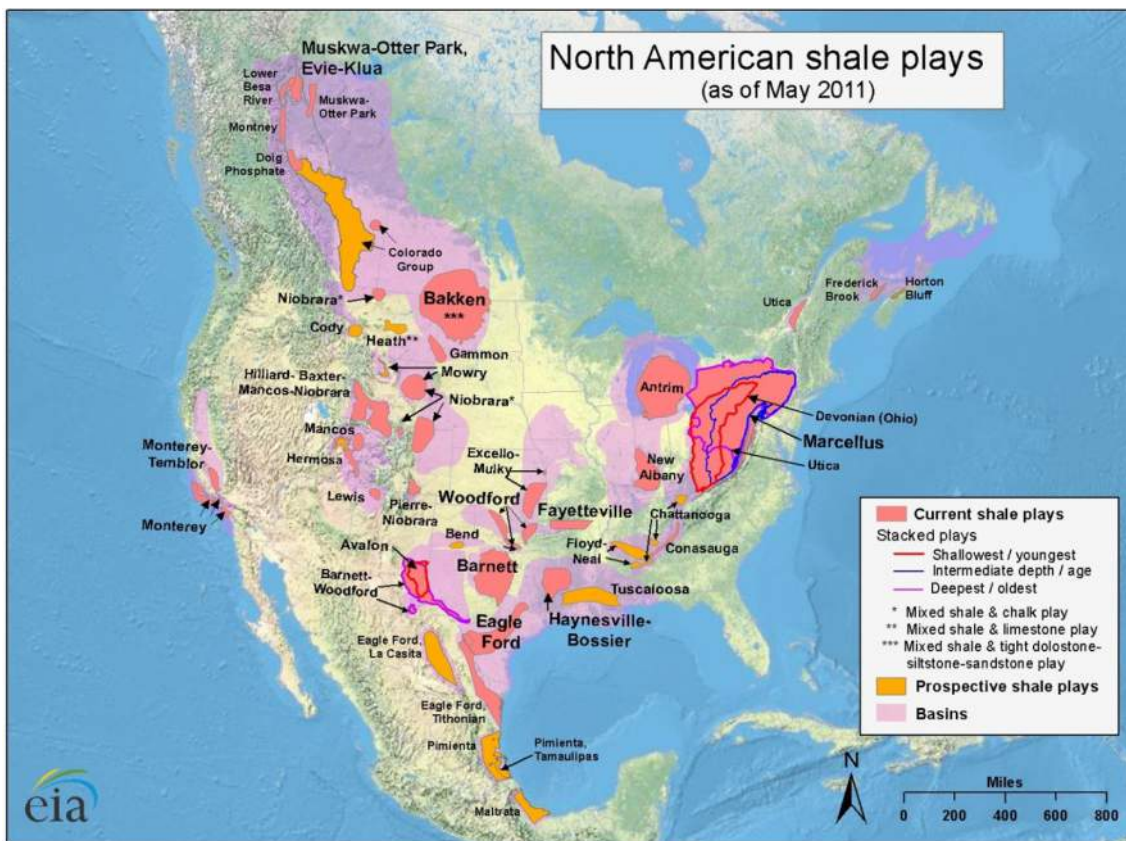 North American shale plays
(as of May 2011)
Muskwa-Otter Park,
Evie-Klua
Lower
Besa
River
Muskwa-
Otter Park
Montney
Doig
Phosphate
Colorado
Group
Niobrara*
Bakken
***
Cody
Heath**
Gammon
Mowry
Hilliard- Baxter-
Mancos-Niobrara
Niobrara*
Antrim
Utica
Frederick
Brook
Horton
Bluff
Devonian (Ohio)
Marcellus
Utica
Mancos
Monterey-
Temblor
Hermosa
Excello-
Mulky
New
Albany
Lewis
Pierre-
Niobrara
Woodford
Fayetteville
Chattanooga
Monterey
Bend
Avalon
Barnett
Floyd-
Neal
Conasauga
Barnett-
Woodford
Tuscaloosa
Eagle
Ford
Haynesville-
Bossier
Eagle Ford,
La Casita
Eagle Ford,
Tithonian
Pimienta
Pimienta,
Tamaulipas
Maltrata
Current shale plays
Stacked plays
Shallowest / youngest
Intermediate depth / age
Deepest / oldest
* Mixed shale & chalk play
** Mixed shale & limestone play
*** Mixed shale & tight dolostone-
siltstone-sandstone play
Prospective shale plays
Basins
N
Miles
0 200 400 600 800
eia